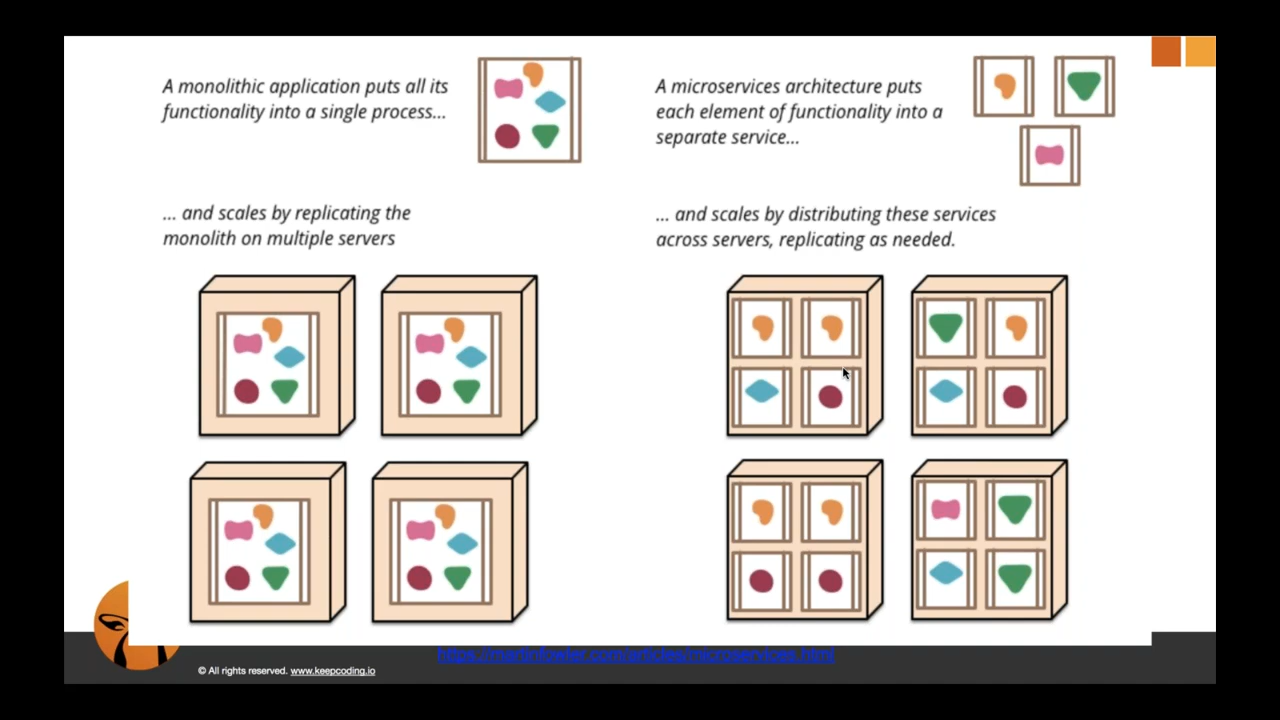 A monolithic application puts all its
functionality into a single process...
... and scales by replicating the
monolith on multiple servers
A microservices architecture puts
each element of functionality into a
separate service...
... and scales by distributing these services
across servers, replicating as needed.
https://martinfowler.com/articles/microservices.html
© All rights reserved. www.keepcoding.io